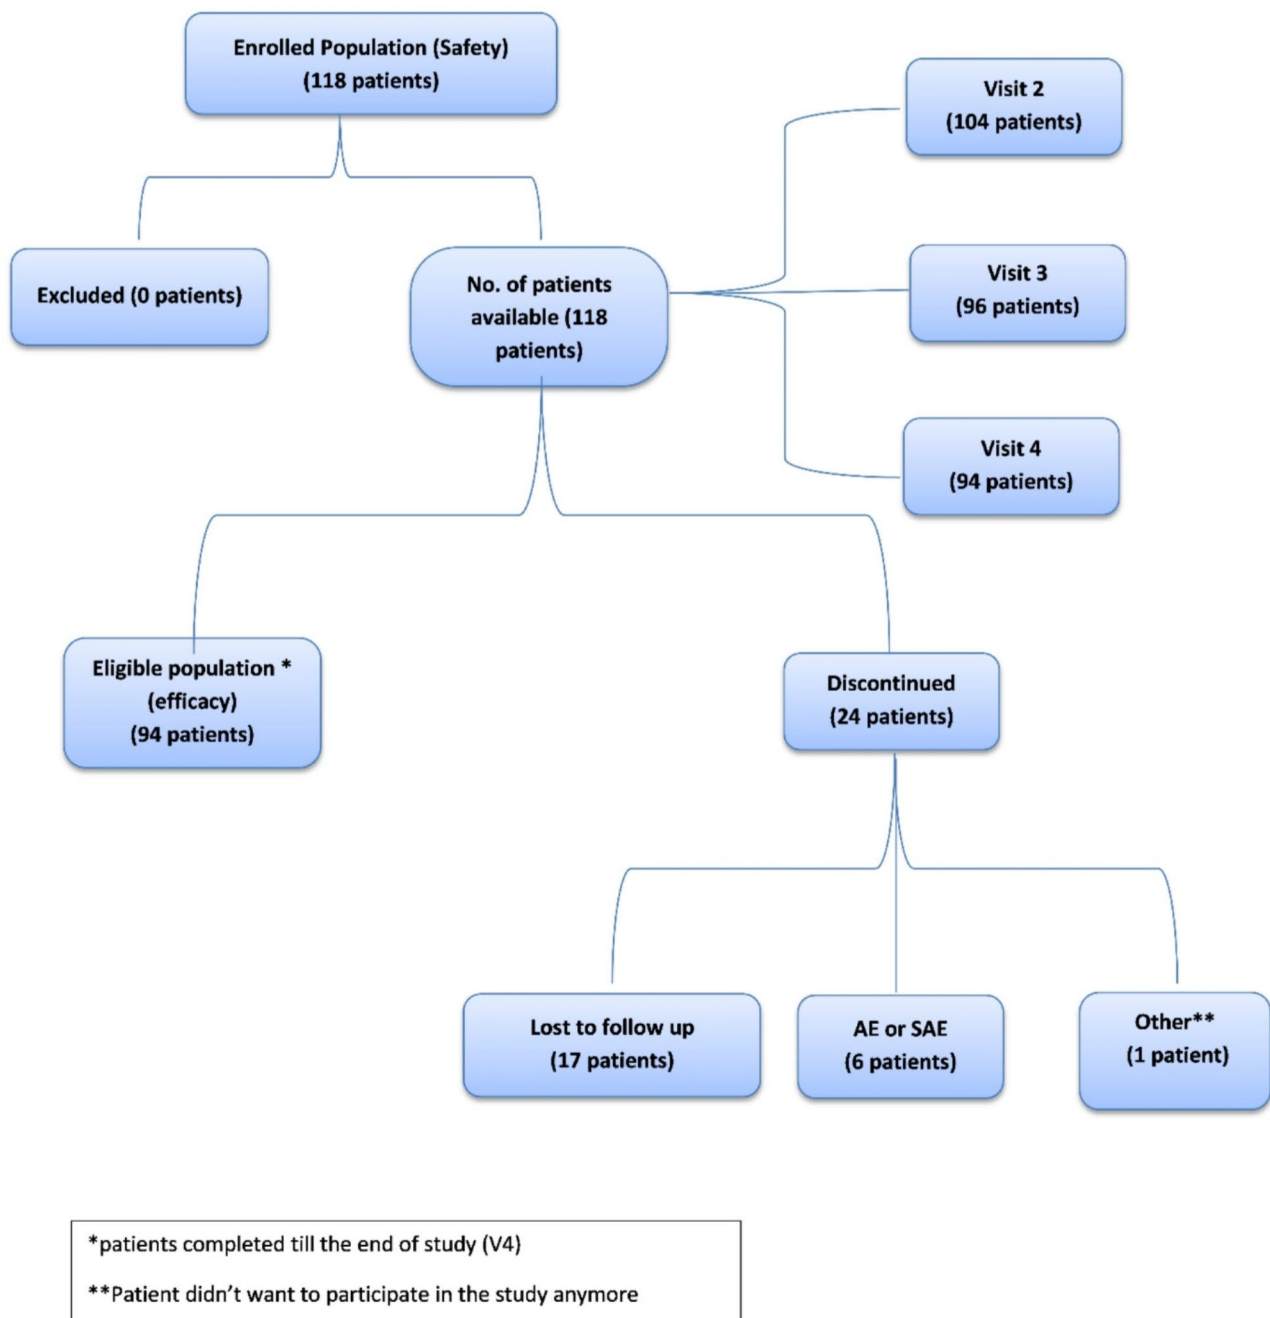 Enrolled Population (Safety)
(118 patients)
Visit 2
(104 patients)
Excluded (0 patients)
No. of patients
available (118
patients)
Visit 3
(96 patients)
Visit 4
(94 patients)
Eligible population *
(efficacy)
(94 patients)
Discontinued
(24 patients)
Lost to follow up
(17 patients)
AE or SAE
(6 patients)
Other**
(1 patient)
*patients completed till the end of study (V4)
**Patient didn’t want to participate in the study anymore